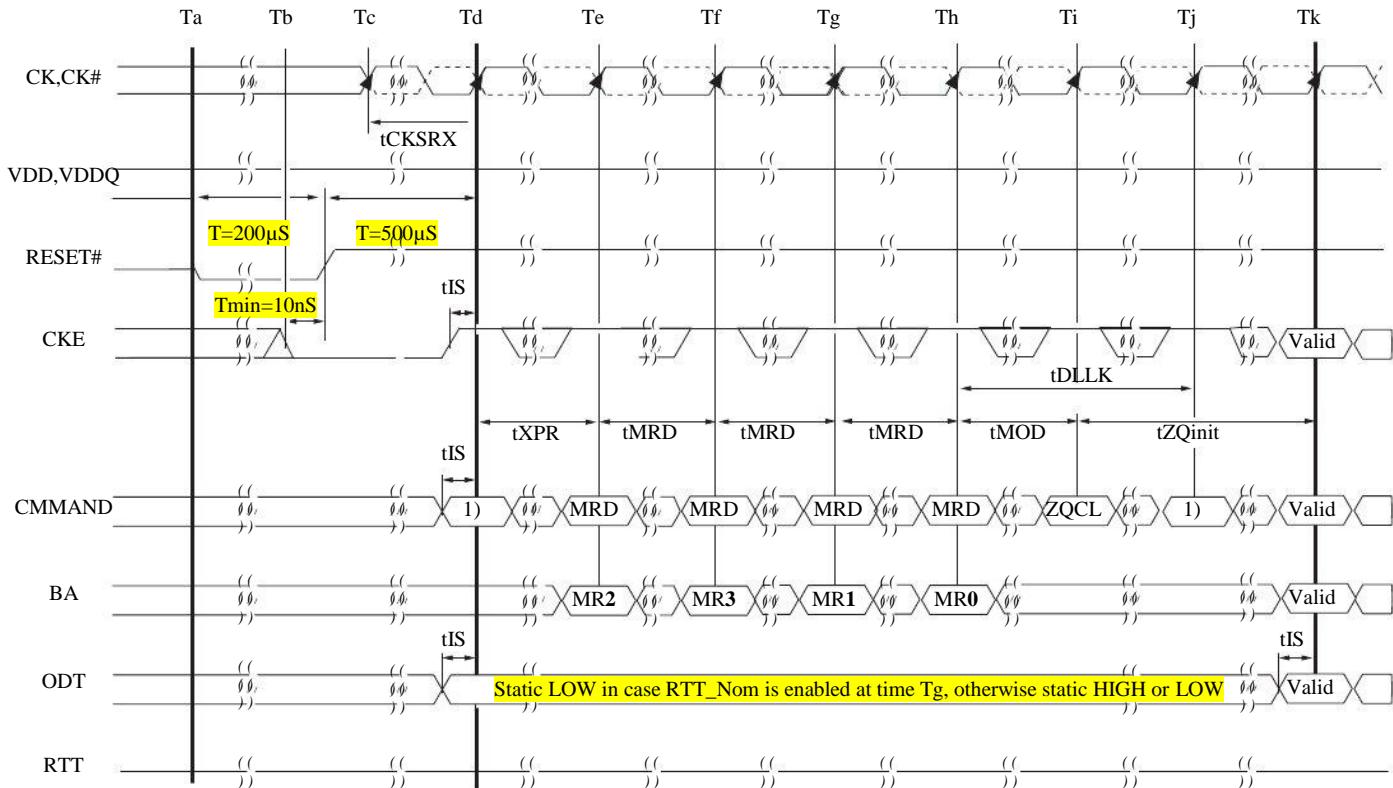 Ta Tb Tc Td Te Tf Tg Th Ti Tj Tk
CK,CK#
tCKSRX
VDD,VDDQ
T=200µS T=500µS
RESET#
Tmin=10nS tIS
CKE Valid
tDLLK
tXPR tMRD tMRD tMRD tMOD tZQinit
tIS
CMMAND 1) MRD MRD MRD MRD ZQCL 1) Valid
BA MR2 MR3 MR1 MR0 Valid
tIS tIS
ODT Static LOW in case RTT_Nom is enabled at time Tg, otherwise static HIGH or LOW Valid
RTT